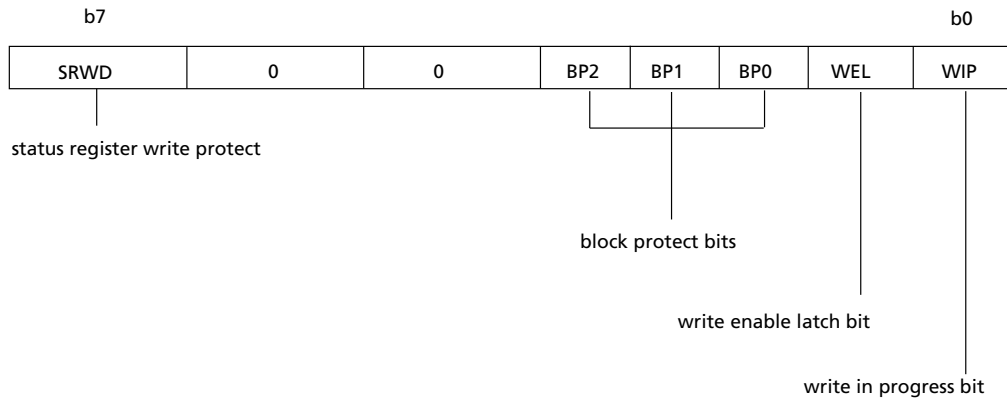 b7 b0
SRWD 0 0 BP2 BP1 BP0 WEL WIP
status register write protect
block protect bits
write enable latch bit
write in progress bit